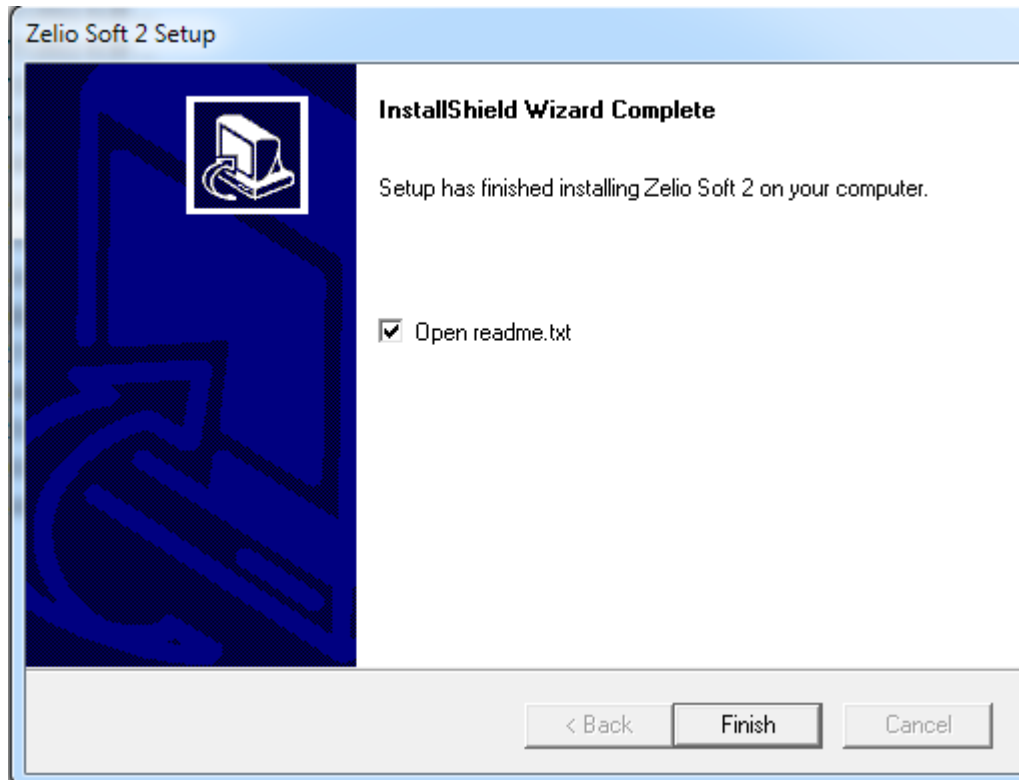 Zelio Soft 2 Setup
InstallShield Wizard Complete
Setup has finished installing Zelio Soft 2 on your computer.
Open readme.txt
< Back Finish Cancel